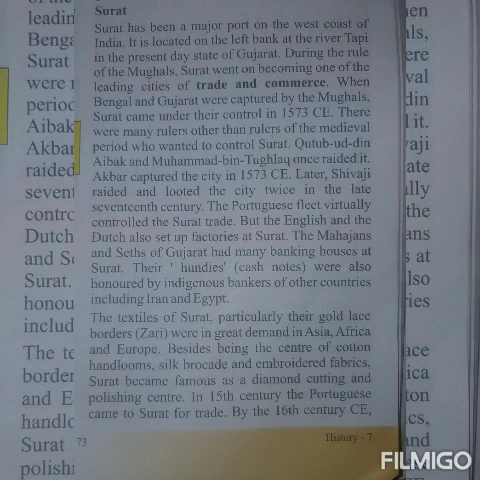 Surat
Surat has been a major port on the west coast of
India. It is located on the left bank at the river Tapi
in the present day state of Gujarat. During the rule
of the Mughals, Surat went on becoming one of the
leading cities of trade and commerce. When
Bengal and Gujarat were captured by the Mughals,
Surat came under their control in 1573 CE. There
were many rulers other than rulers of the medieval
period who wanted to control Surat. Qutub-ud-din
Aibak and Muhammad-bin-Tughlaq once raided it.
Akbar captured the city in 1573 CE. Later, Shivaji
raided and looted the city twice in the late
seventeenth century. The Portuguese fleet virtually
controlled the Surat trade. But the English and the
Dutch also set up factories at Surat. The Mahajans
and Seths of Gujarat had many banking houses at
Surat. Their ' hundies' (cash notes) were also
honoured by indigenous bankers of other countries
including Iran and Egypt.
The textiles of Surat, particularly their gold lace
borders (Zari) were in great demand in Asia, Africa
and Europe. Besides being the centre of cotton
handlooms, silk brocade and embroidered fabrics,
Surat became famous as a diamond cutting and
polishing centre. In 15th century the Portuguese
came to Surat for trade. By the 16th century CE,
73
History - 7
FILMIGO